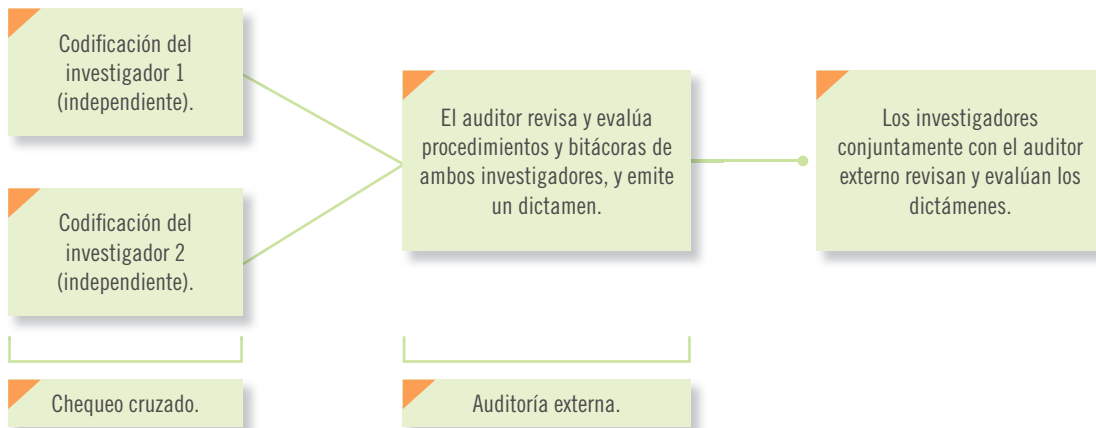 Codificación del
investigador 1
(independiente).
Codificación del
investigador 2
(independiente).
Chequeo cruzado.
El auditor revisa y evalúa
procedimientos y bitácoras de
ambos investigadores, y emite
un dictamen.
Auditoría externa.
Los investigadores
conjuntamente con el auditor
externo revisan y evalúan los
dictámenes.